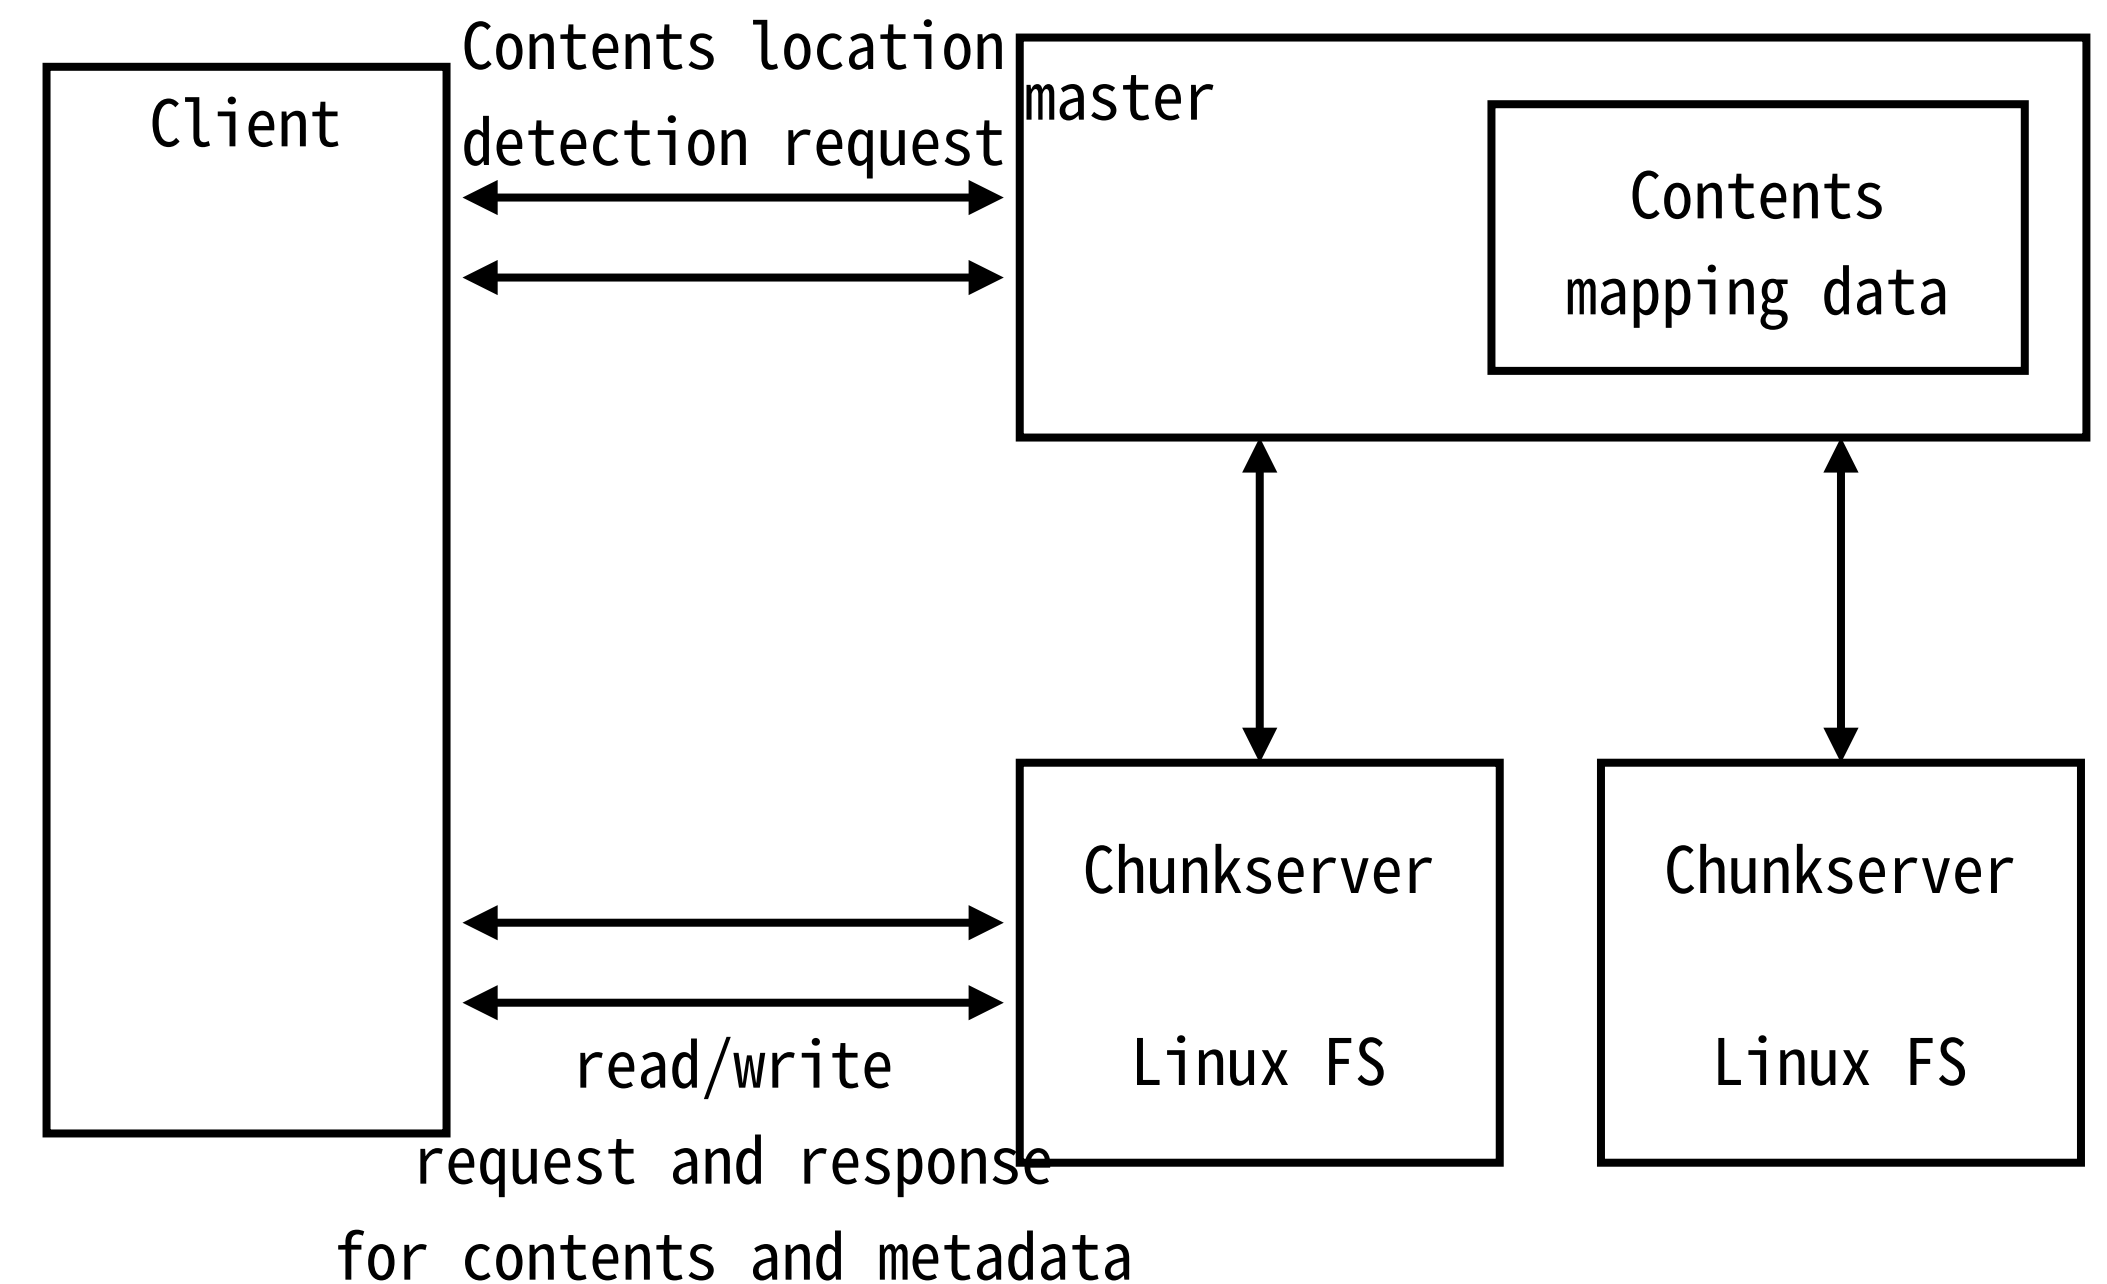 Client
Contents location
detection request
master
Contents
mapping data
Chunkserver
Linux FS
Chunkserver
Linux FS
read/write
request and response
for contents and metadata